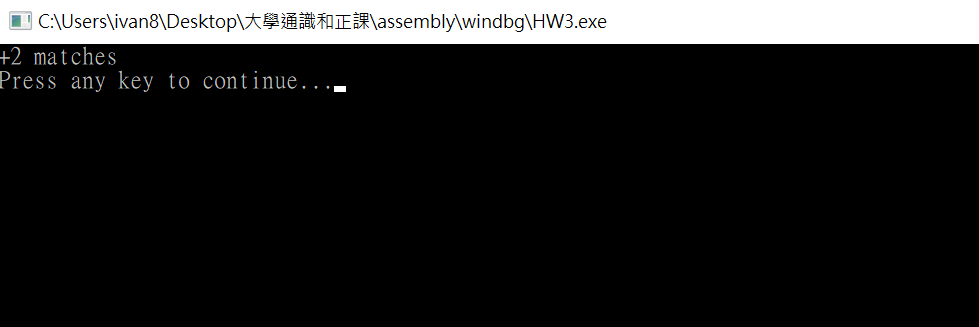 C:\Users\ivan8\Desktop\大學通識和正課\assembly\windbg\HW3.exe
+2 matches
Press any key to continue...